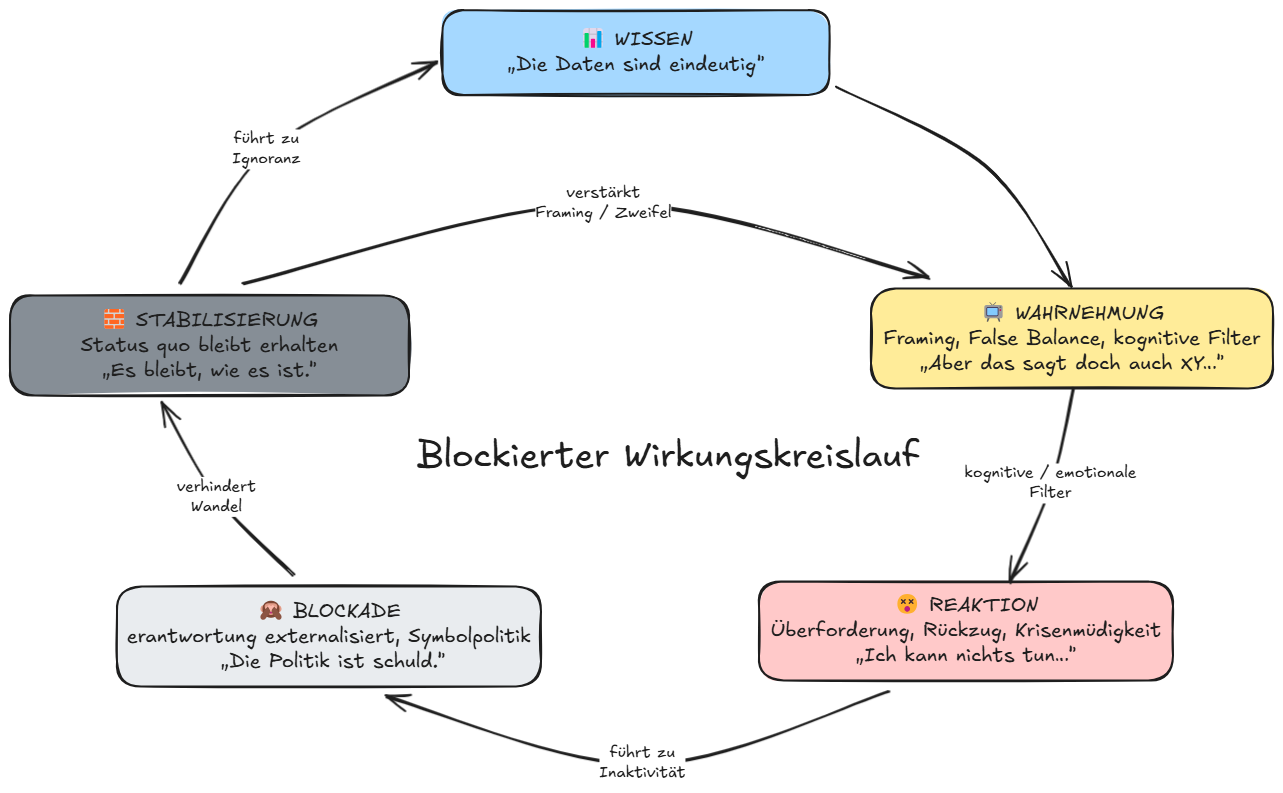 📊 WISSEN
„Die Daten sind eindeutig"
führt zu
Ignoranz
verstärkt
Framing / Zweifel
🧱 STABILISIERUNG
Status quo bleibt erhalten
„Es bleibt, wie es ist."
📺 WAHRNEHMUNG
Framing, False Balance, kognitive Filter
„Aber das sagt doch auch XY..."
Blockierter Wirkungskreislauf
verhindert
Wandel
kognitive / emotionale
Filter
🙈 BLOCKADE
erantwortung externalisiert, Symbolpolitik
„Die Politik ist schuld."
😵 REAKTION
Überforderung, Rückzug, Krisenmüdigkeit
„Ich kann nichts tun..."
führt zu
Inaktivität